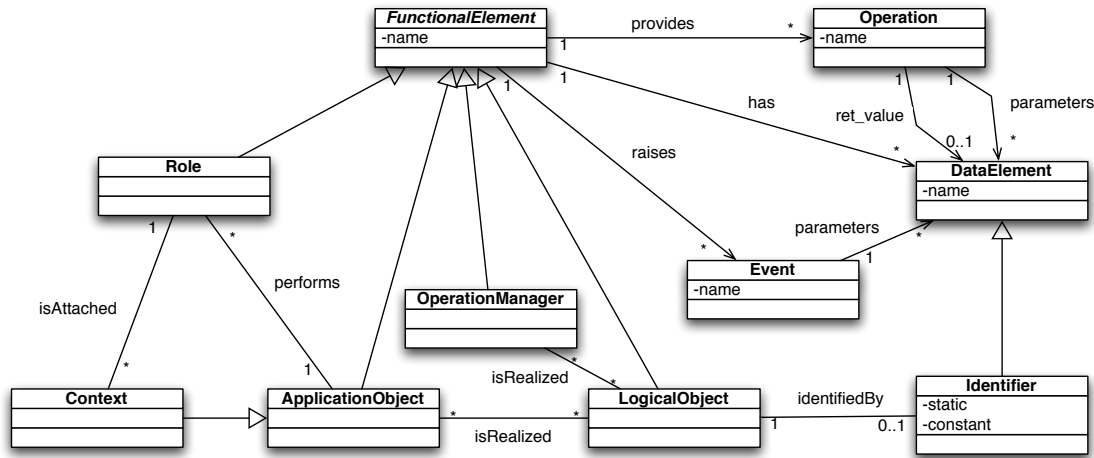 FunctionalElement
-name
Operation
-name
provides
1
*
1
has
1
1
1
parameters
ret_value
0..1
*
raises
*
Role
DataElement
-name
1
*
parameters
*
*
1
Event
-name
OperationManager
performs
isAttached
*
1
*
isRealized
*
Context
ApplicationObject
*
*
isRealized
LogicalObject
identifiedBy
1
0..1
Identifier
-static
-constant